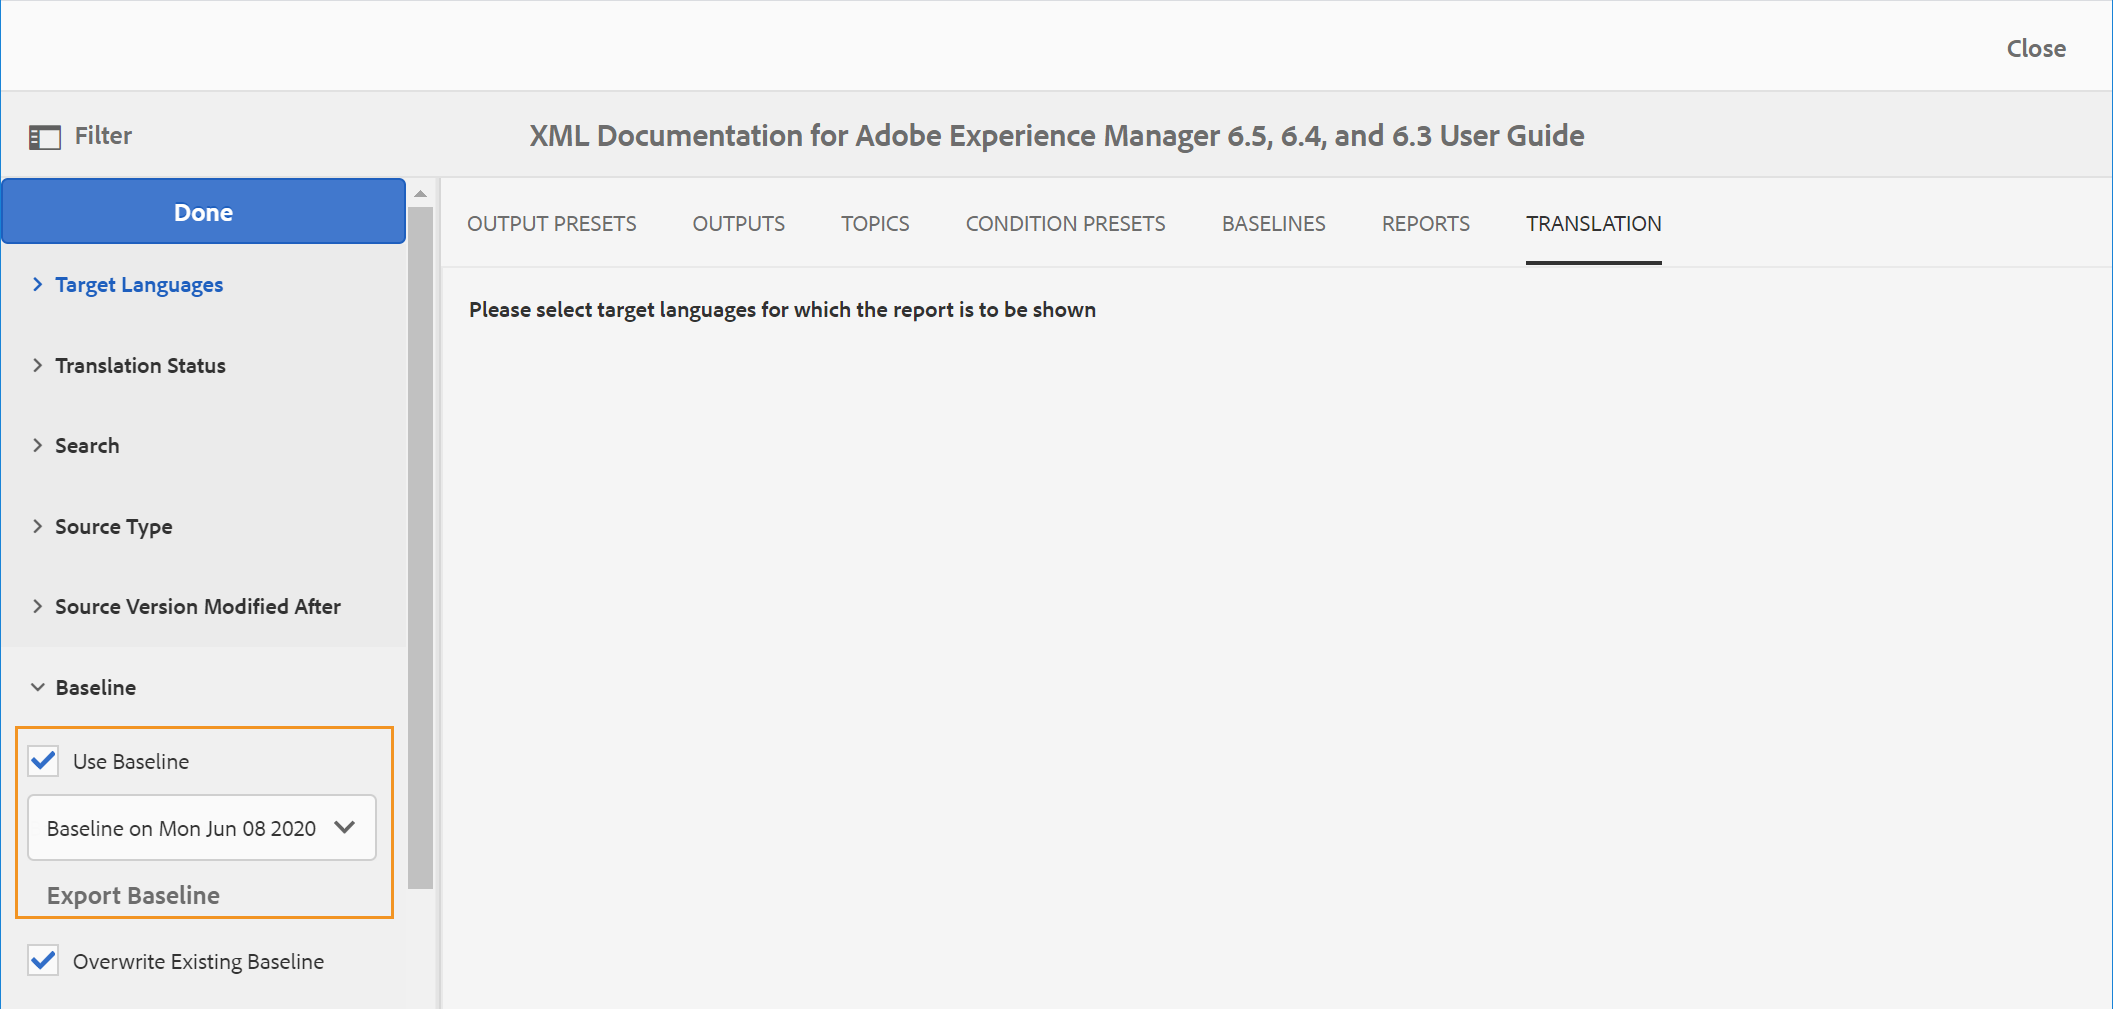 Close
Filter
XML Documentation for Adobe Experience Manager 6.5, 6.4, and 6.3 User Guide
Done
OUTPUT PRESETS OUTPUTS TOPICS CONDITION PRESETS BASELINES REPORTS TRANSLATION
Target Languages
Please select target languages for which the report is to be shown
Translation Status
Search
Source Type
Source Version Modified After
Baseline
Use Baseline
Baseline on Mon Jun 08 2020
Export Baseline
Overwrite Existing Baseline